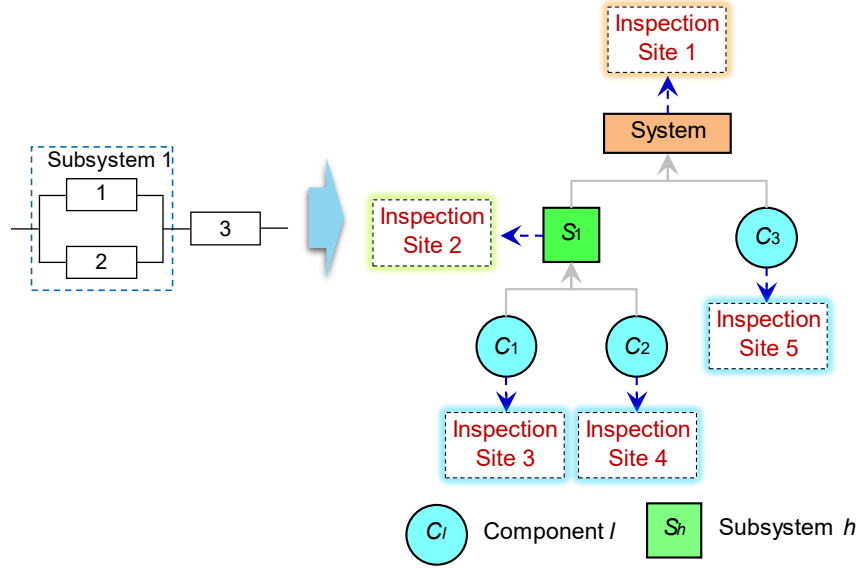 Inspection
Site 1
System
Subsystem 1
1
2
3
Inspection
Site 2
S1
C3
Inspection
Site 5
C1
C2
Inspection
Site 3
Inspection
Site 4
Cl
Component l
Sh
Subsystem h